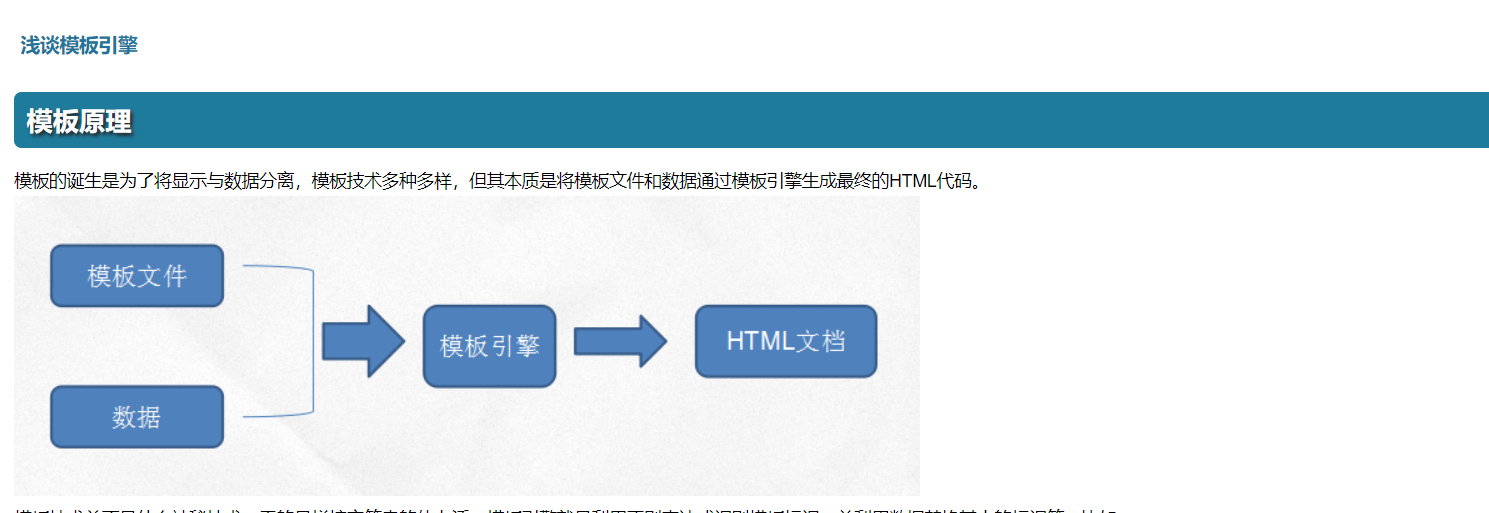 浅谈模板引擎
模板原理
模板的诞生是为了将显示与数据分离，模板技术多种多样，但其本质是将模板文件和数据通过模板引擎生成最终的HTML代码。
模板文件
数据
模板引擎
HTML文档